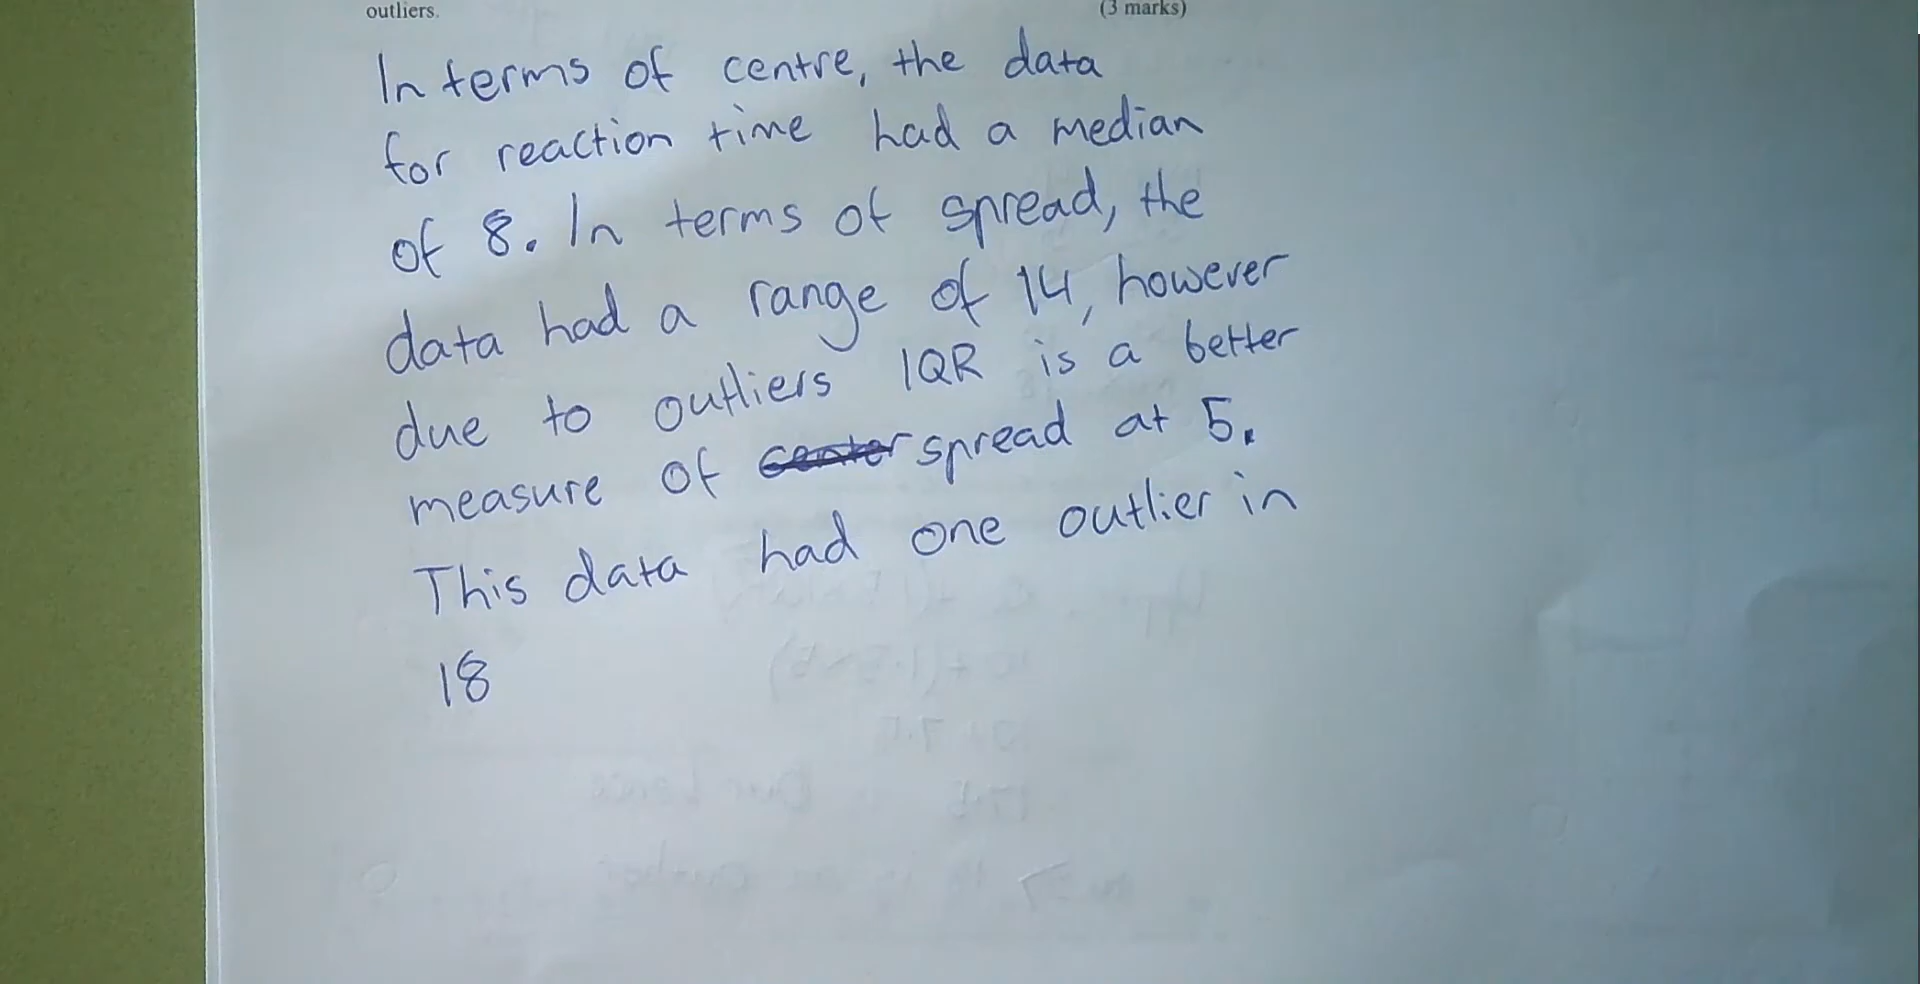 outliers.
(3 marks)
In terms of centre, the data
for reaction time had a median
of 8. In terms of spread, the
data had a range of 14, however
due to outliers IQR is a better
measure of center spread at 5.
This data had one outlier in
18